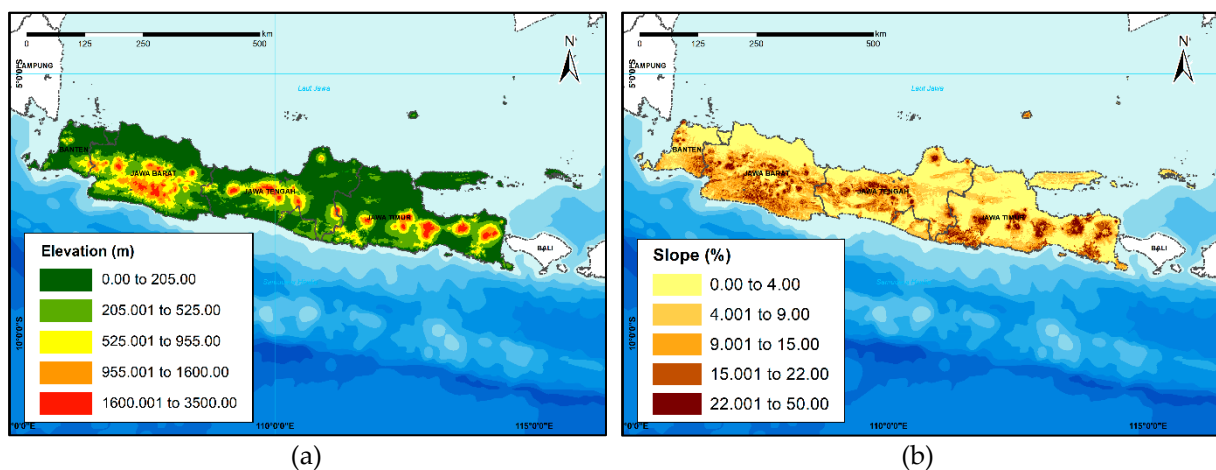 0 125 250 500 km
N
LAMPUNG
5°0'0"S
Laut Jawa
BANTEN
JAWA BARAT
JAWA TENGAH
JAWA TIMUR
BALI
Elevation (m)
0.00 to 205.00
205.001 to 525.00
525.001 to 955.00
955.001 to 1600.00
1600.001 to 3500.00
10°0'0"S
°0'0"E
110°0'0"E
115°0'0"E
(a)
0 125 250 500 km
N
LAMPUNG
5°0'0"S
Laut Jawa
BANTEN
JAWA BARAT
JAWA TENGAH
JAWA TIMUR
BALI
Slope (%)
0.00 to 4.00
4.001 to 9.00
9.001 to 15.00
15.001 to 22.00
22.001 to 50.00
10°0'0"S
°0'0"E
110°0'0"E
115°0'0"E
(b)